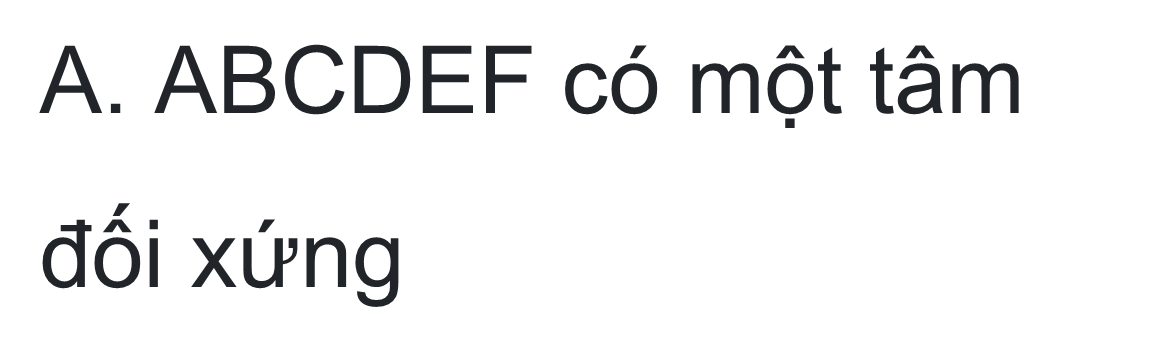 A. ABCDEF có một tâm
đối xứng